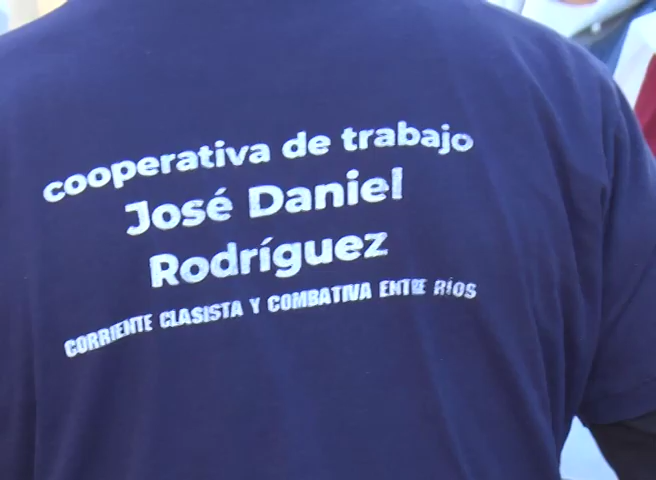 cooperativa de trabajo
José Daniel
Rodríguez
CORRIENTE CLASISTA Y COMBATIVA ENTRE RÍOS